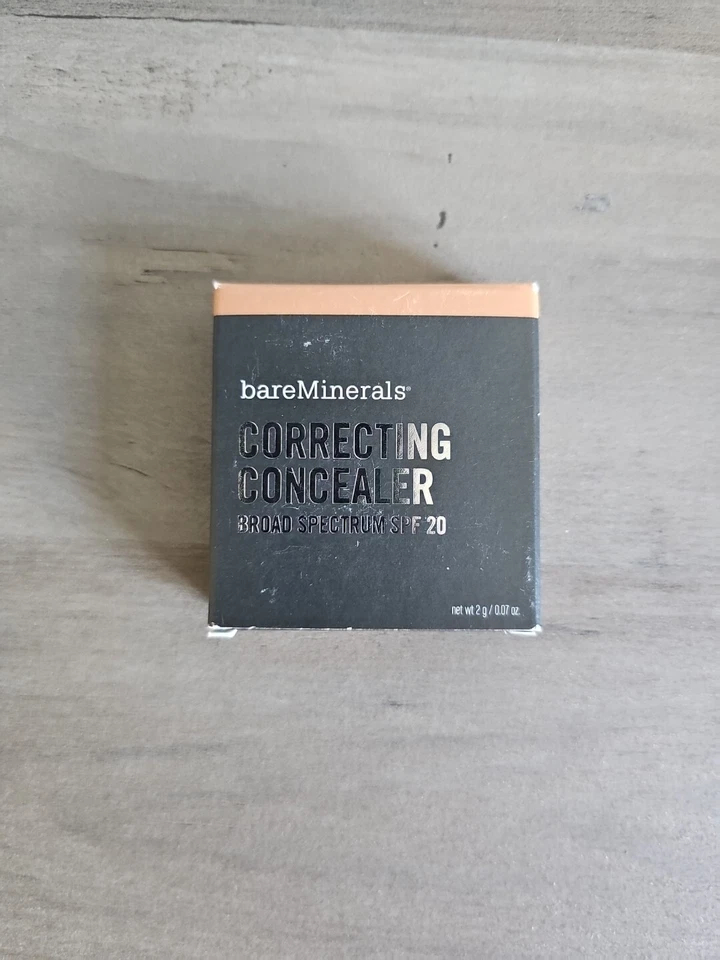 bareMinerals®
CORRECTING
CONCEALER
BROAD SPECTRUM SPF 20
net wt 2 g / 0.07 oz